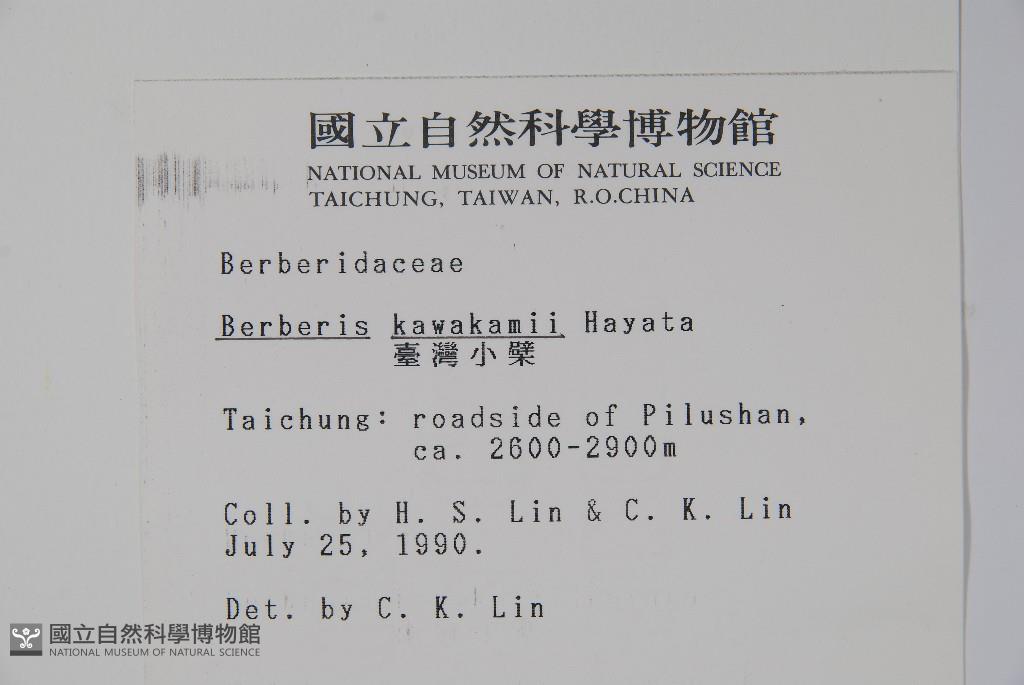 國立自然科學博物館
NATIONAL MUSEUM OF NATURAL SCIENCE
TAICHUNG, TAIWAN, R.O.CHINA
Berberidaceae
Berberis kawakamii Hayata
臺灣小檗
Taichung: roadside of Pilushan,
ca. 2600-2900m
Coll. by H. S. Lin & C. K. Lin
July 25, 1990.
Det. by C. K. Lin
國立自然科學博物館
NATIONAL MUSEUM OF NATURAL SCIENCE